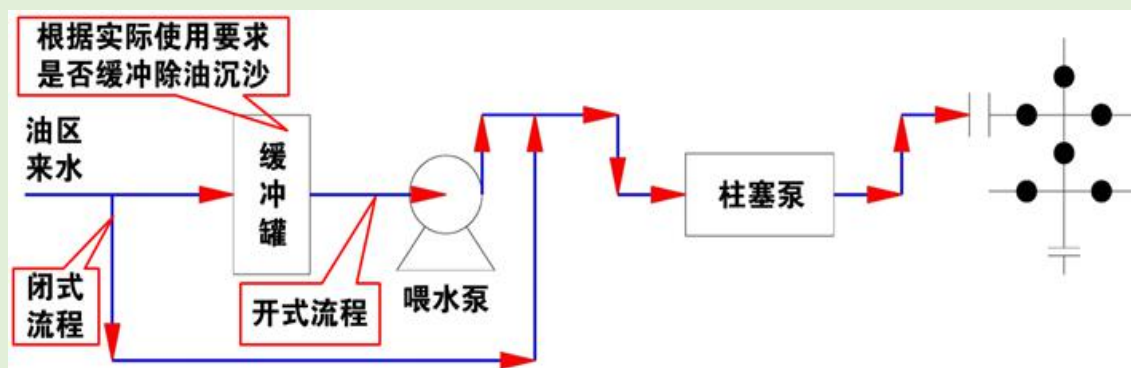 根据实际使用要求
是否缓冲除油沉沙
油区
来水
缓
冲
罐
柱塞泵
闭式
流程
开式流程
喂水泵